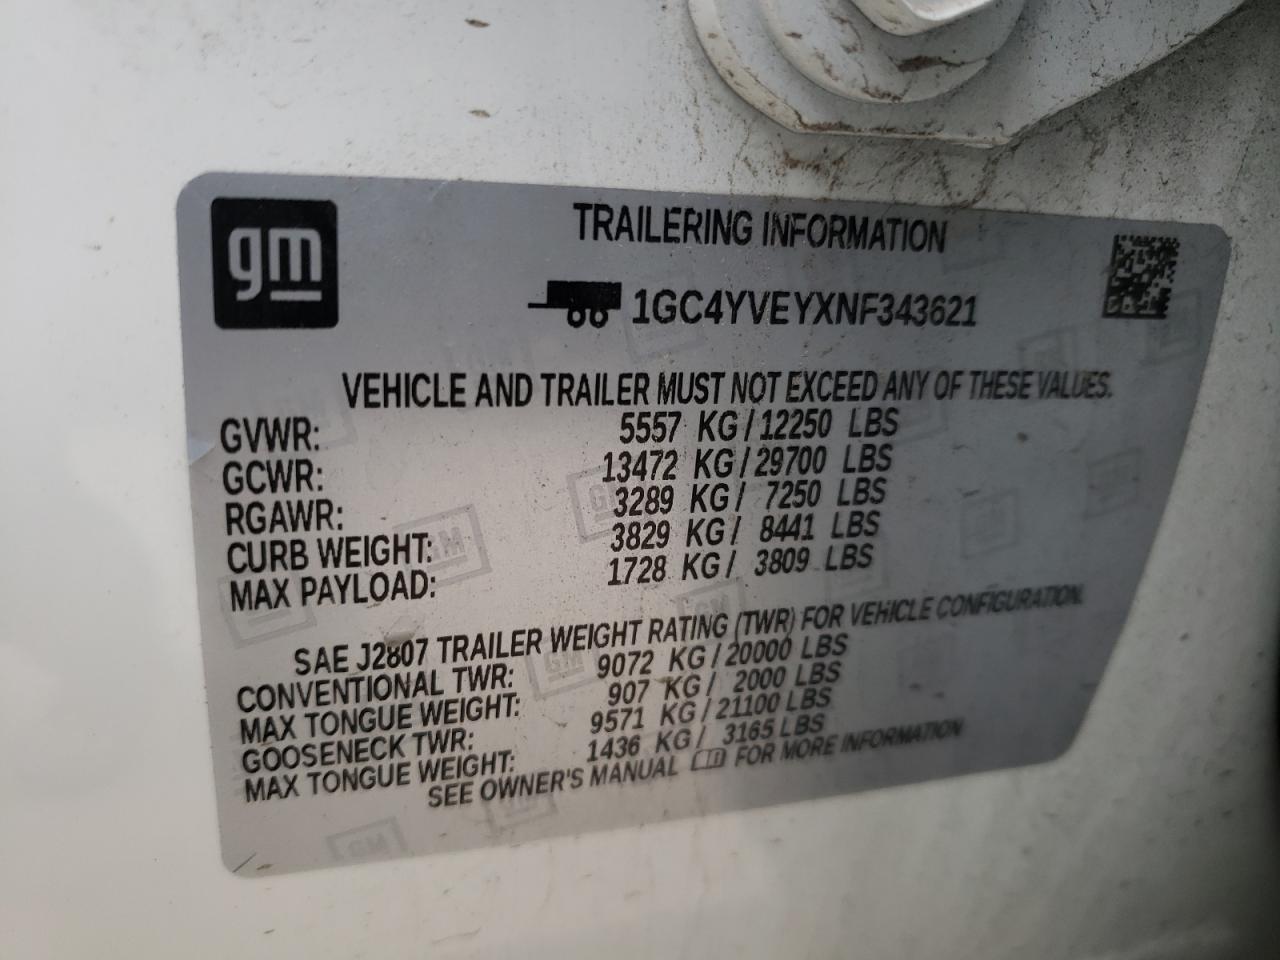 gm
TRAILERING INFORMATION
1GC4YVEYXNF343621
VEHICLE AND TRAILER MUST NOT EXCEED ANY OF THESE VALUES.
GVWR: 5557 KG / 12250 LBS
GCWR: 13472 KG / 29700 LBS
RGAWR: 3289 KG / 7250 LBS
CURB WEIGHT: 3829 KG / 8441 LBS
MAX PAYLOAD: 1728 KG / 3809 LBS
SAE J2807 TRAILER WEIGHT RATING (TWR) FOR VEHICLE CONFIGURATION.
CONVENTIONAL TWR: 9072 KG / 20000 LBS
MAX TONGUE WEIGHT: 907 KG / 2000 LBS
GOOSENECK TWR: 9571 KG / 21100 LBS
MAX TONGUE WEIGHT: 1436 KG / 3165 LBS
SEE OWNER'S MANUAL FOR MORE INFORMATION